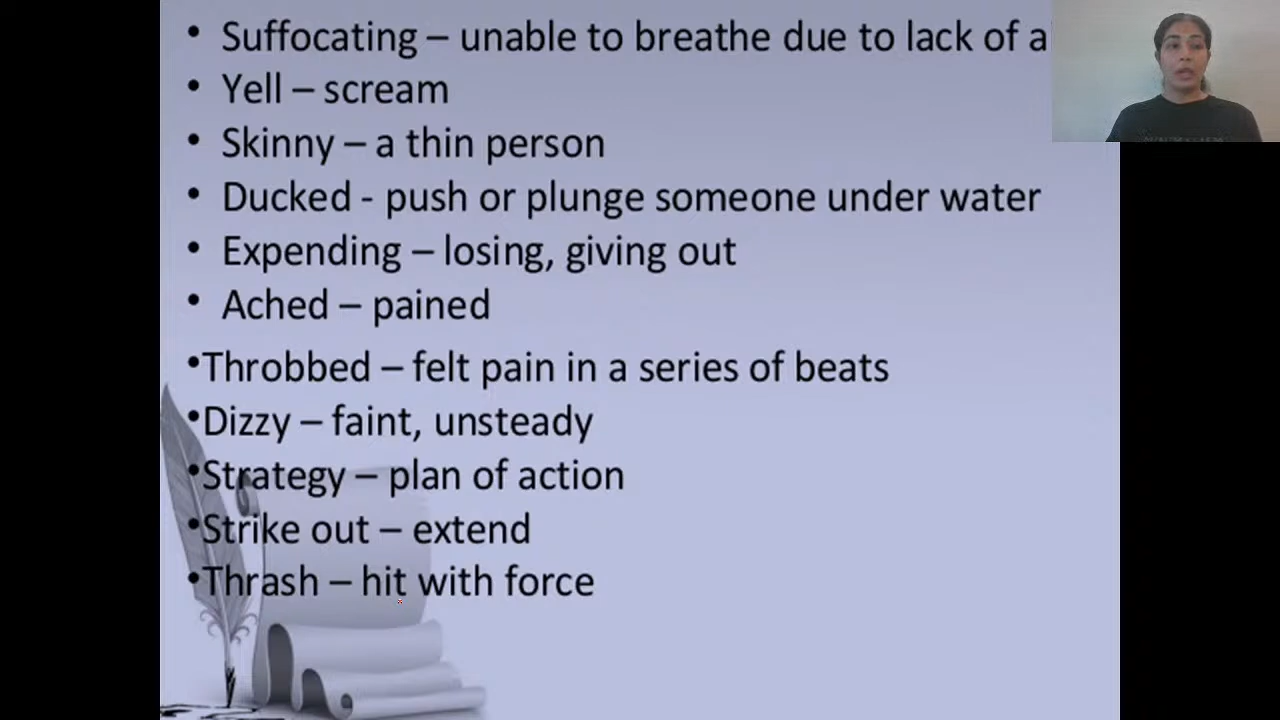 • Suffocating – unable to breathe due to lack of
• Yell – scream
• Skinny – a thin person
• Ducked - push or plunge someone under water
• Expending – losing, giving out
• Ached – pained
•Throbbed – felt pain in a series of beats
•Dizzy – faint, unsteady
•Strategy – plan of action
•Strike out – extend
•Thrash – hit with force